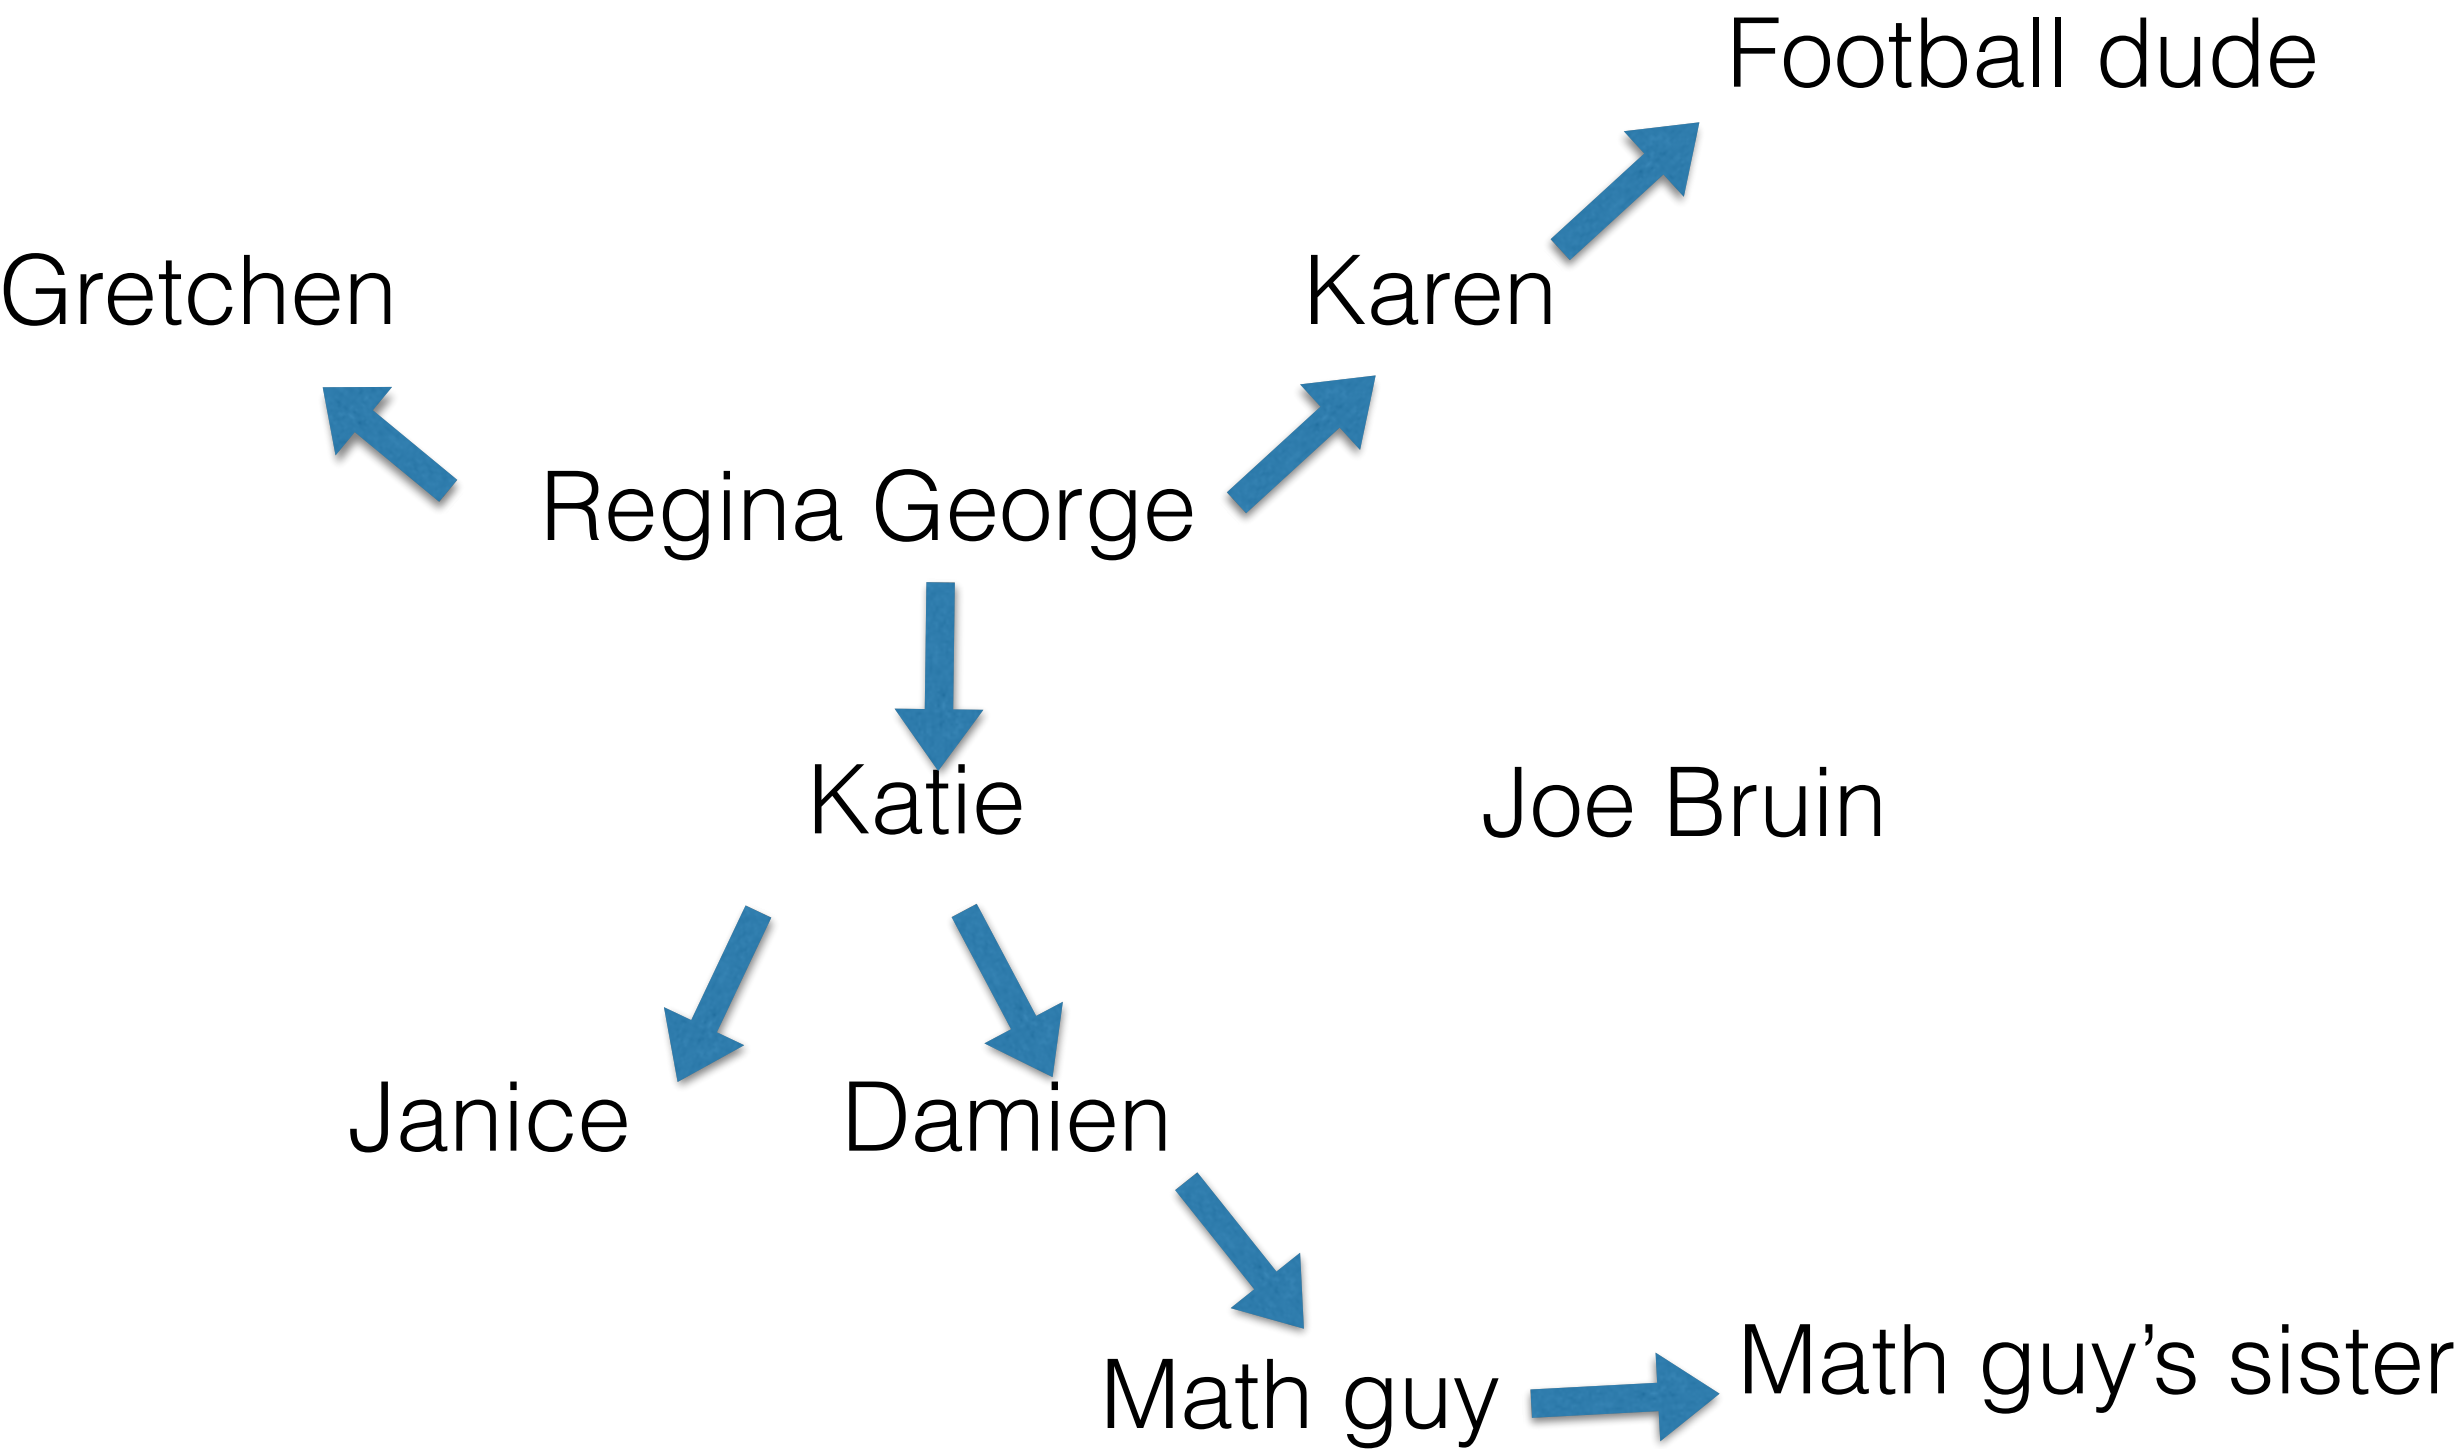 Football dude
Gretchen
Karen
Regina George
Katie
Joe Bruin
Janice
Damien
Math guy
Math guy’s sister